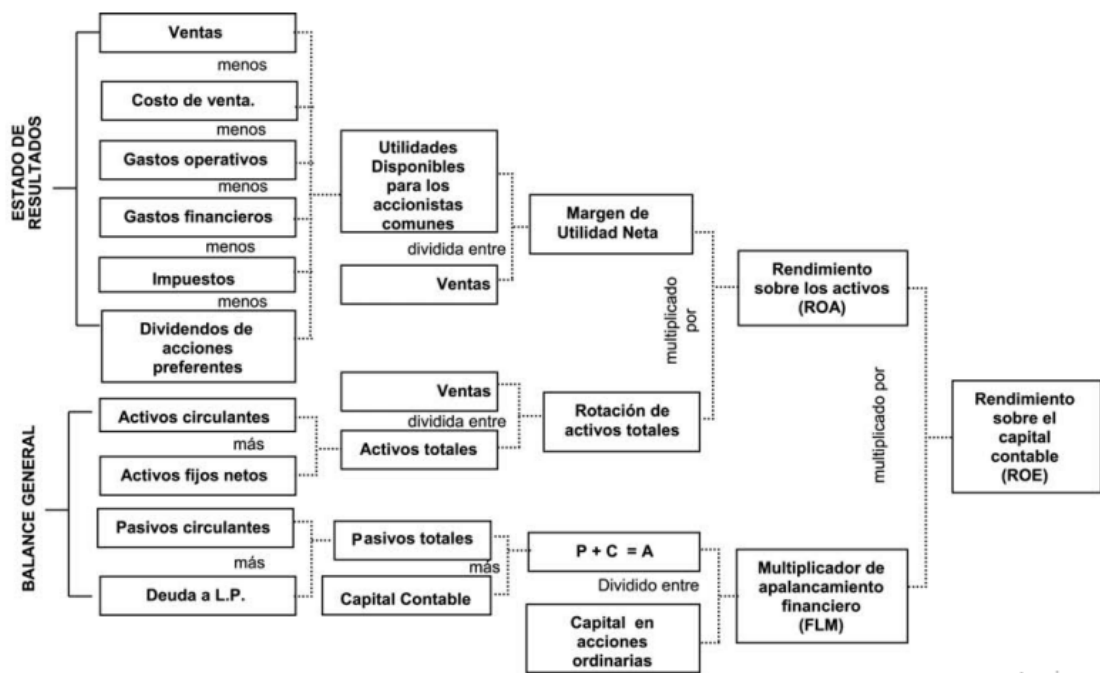 ESTADO DE
RESULTADOS
Ventas
menos
Costo de venta.
menos
Gastos operativos
menos
Gastos financieros
menos
Impuestos
menos
Dividendos de
acciones
preferentes
Utilidades
Disponibles
para los
accionistas
comunes
dividida entre
Ventas
Margen de
Utilidad Neta
multiplicado
por
Rendimiento
sobre los activos
(ROA)
BALANCE GENERAL
Activos circulantes
más
Activos fijos netos
Ventas
dividida entre
Activos totales
Rotación de
activos totales
multiplicado por
Rendimiento
sobre el
capital
contable
(ROE)
Pasivos circulantes
más
Deuda a L.P.
Pasivos totales
más
Capital Contable
P + C = A
Dividido entre
Capital en
acciones
ordinarias
Multiplicador de
apalancamiento
financiero
(FLM)